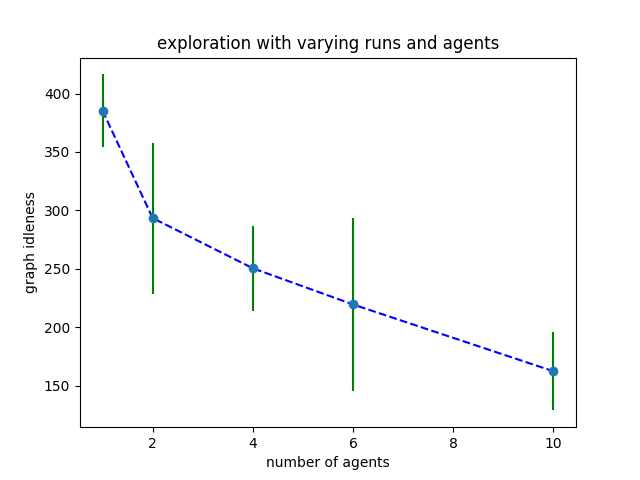 exploration with varying runs and agents
400
350
300
250
200
150
graph idleness
2 4 6 8 10
number of agents